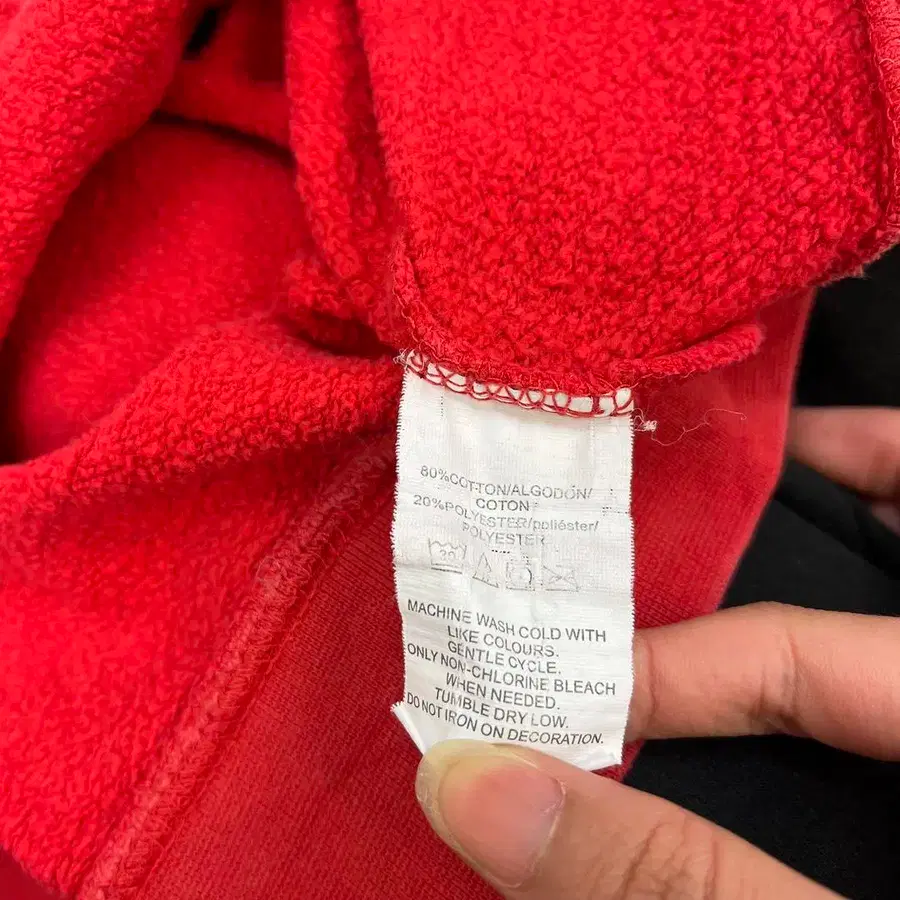 80%COTTON/ALGODÓN/
COTON
20%POLYESTER/poliéster/
POLYESTER
30
MACHINE WASH COLD WITH
LIKE COLOURS.
GENTLE CYCLE.
ONLY NON-CHLORINE BLEACH
WHEN NEEDED.
TUMBLE DRY LOW.
DO NOT IRON ON DECORATION.